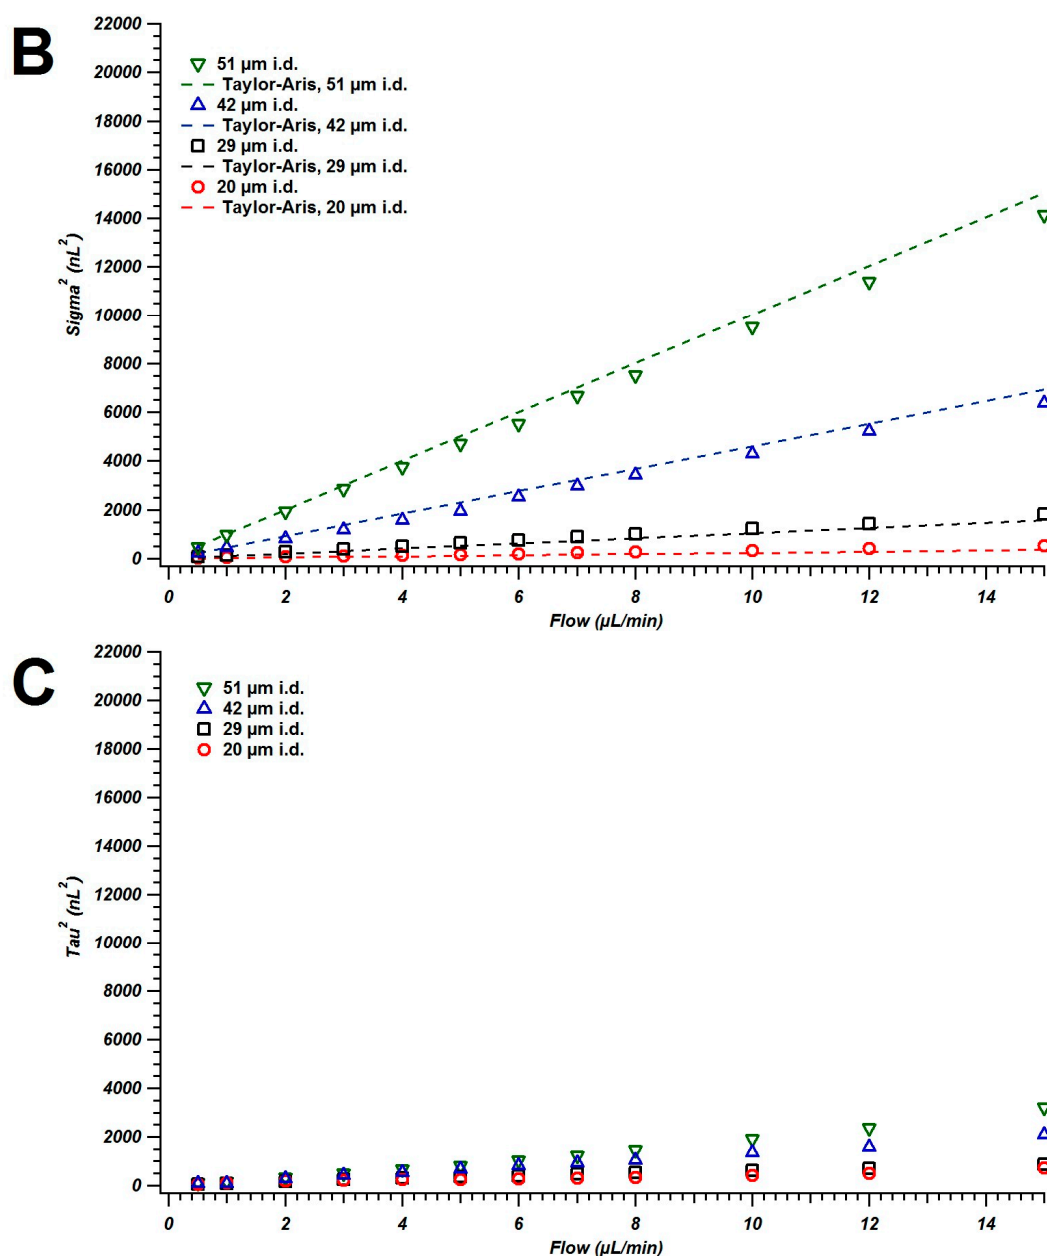 B
22000
20000
18000
16000
14000
12000
10000
8000
6000
4000
2000
0
Sigma² (nL²)
51 µm i.d.
Taylor-Aris, 51 µm i.d.
42 µm i.d.
Taylor-Aris, 42 µm i.d.
29 µm i.d.
Taylor-Aris, 29 µm i.d.
20 µm i.d.
Taylor-Aris, 20 µm i.d.
0 2 4 6 8 10 12 14
Flow (µL/min)
C
22000
20000
18000
16000
14000
12000
10000
8000
6000
4000
2000
0
Tau² (nL²)
51 µm i.d.
42 µm i.d.
29 µm i.d.
20 µm i.d.
0 2 4 6 8 10 12 14
Flow (µL/min)